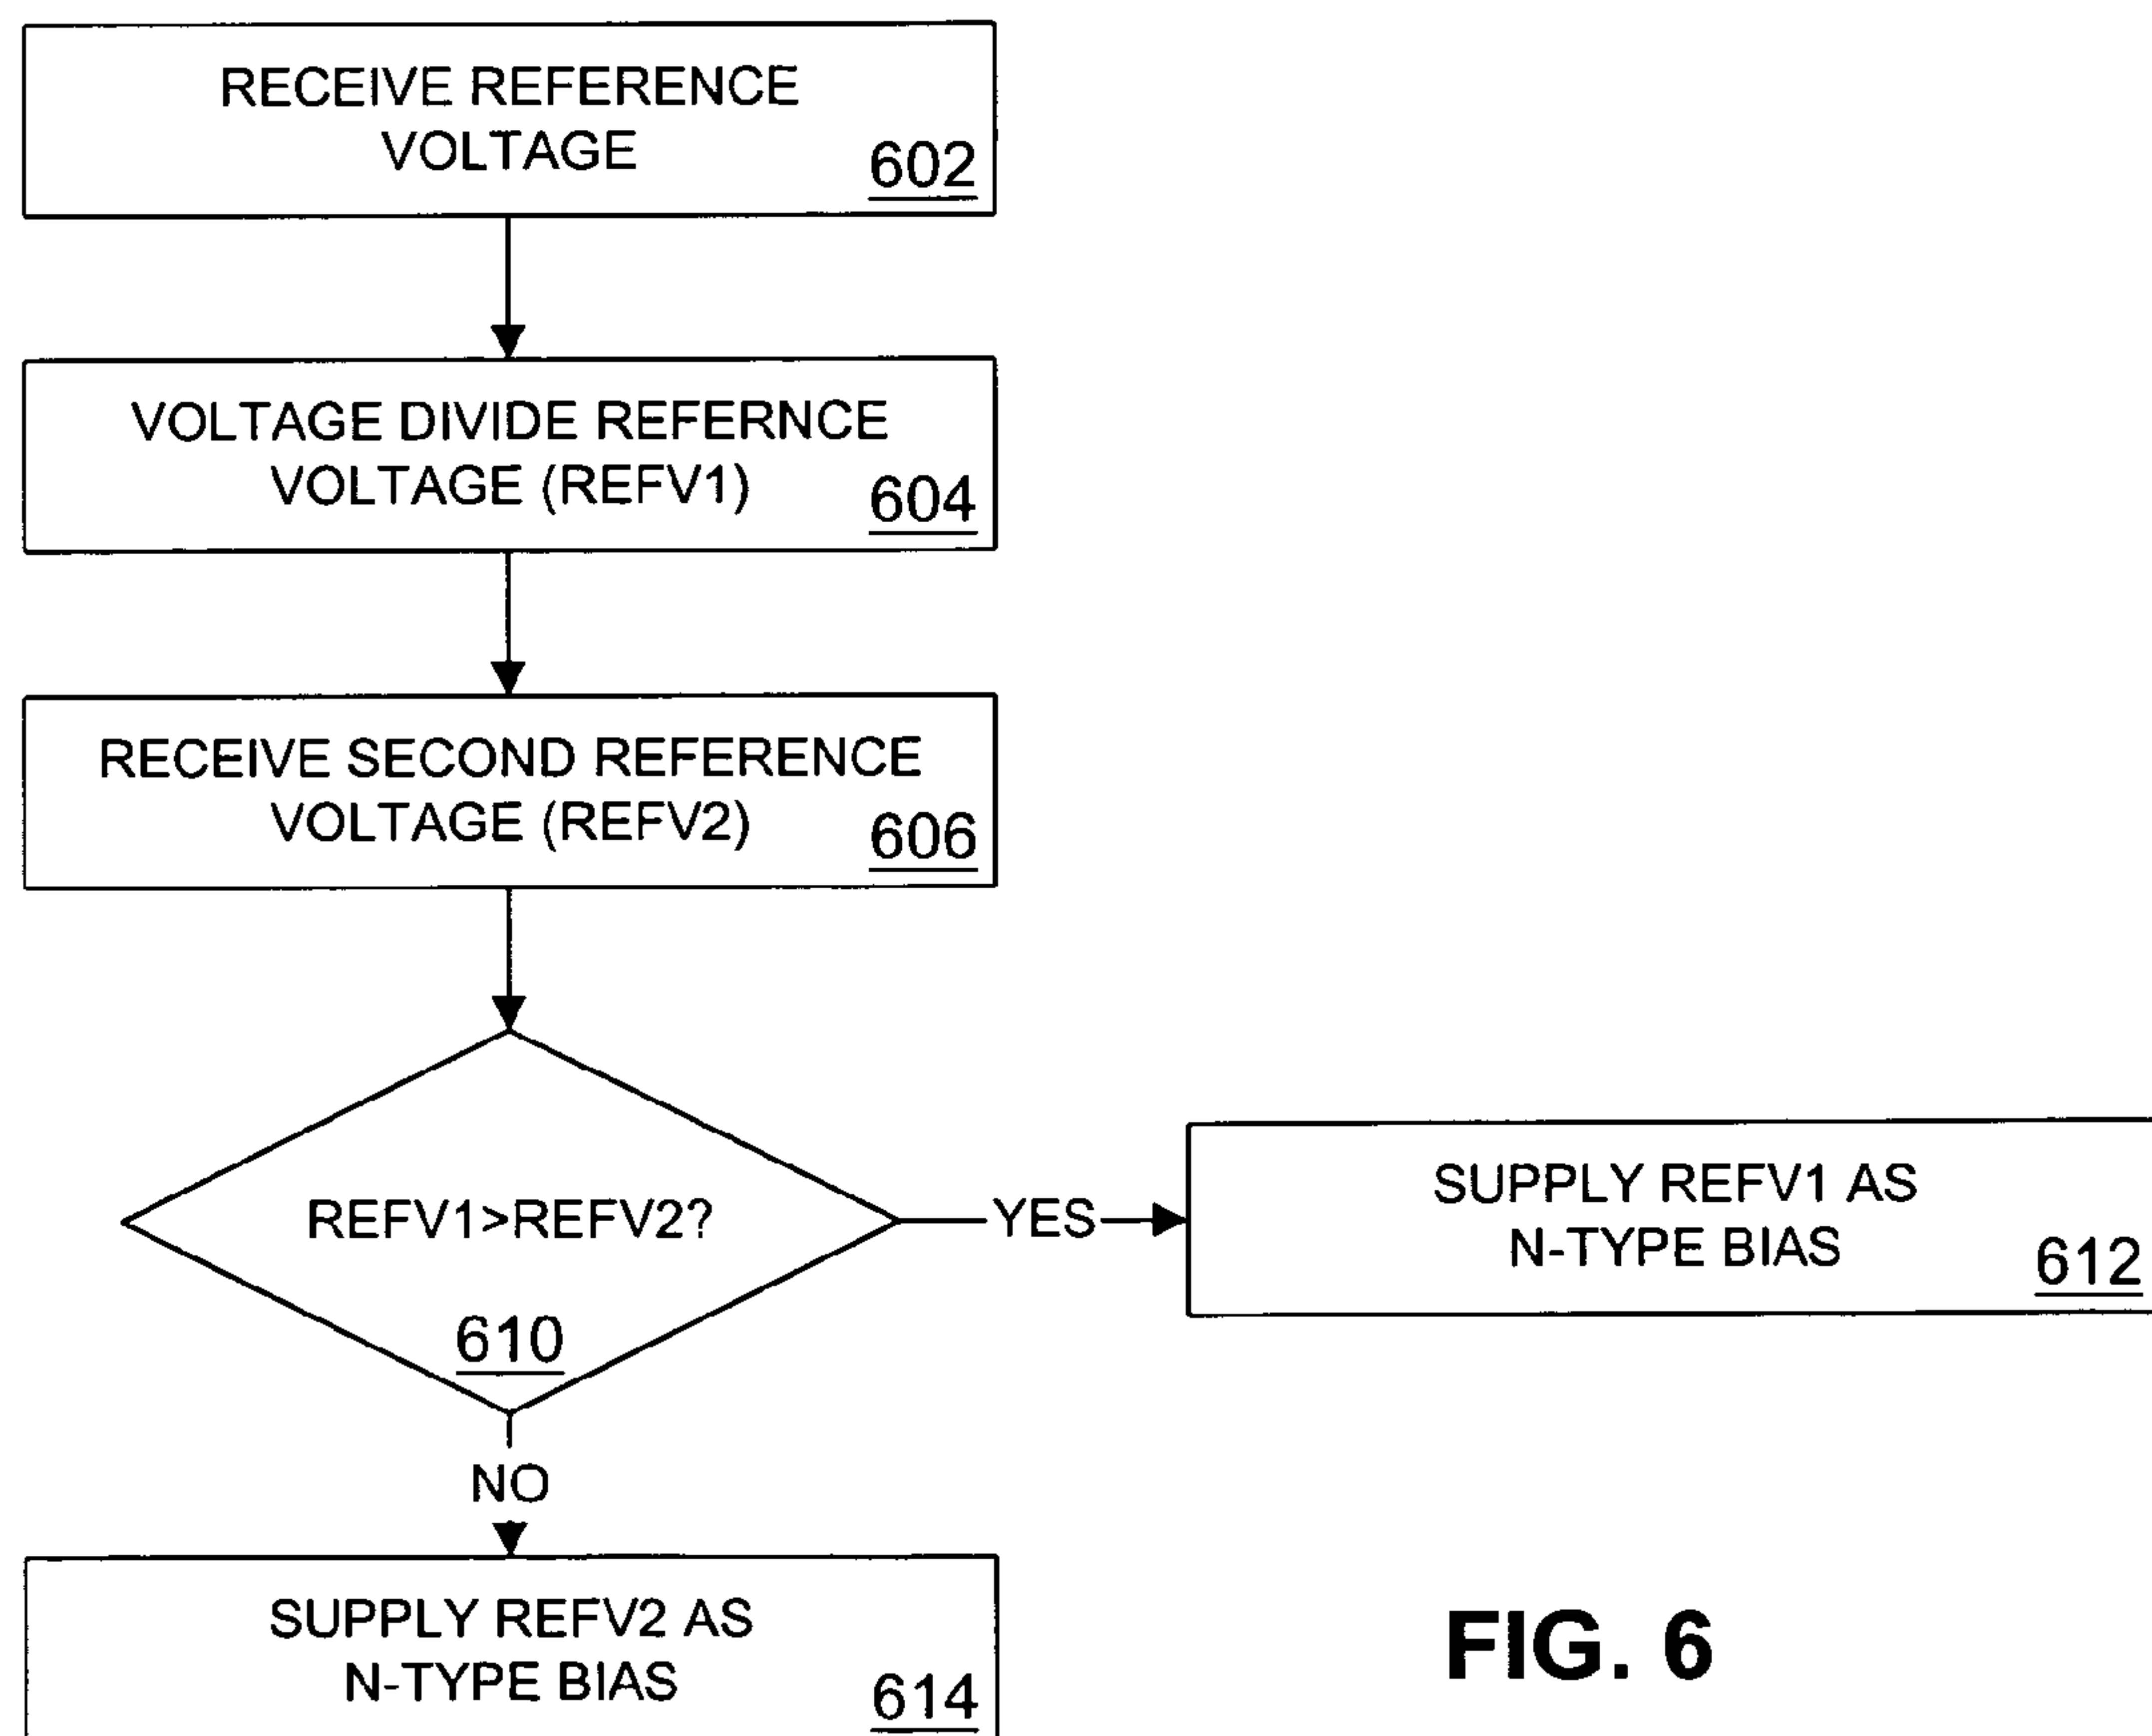 RECEIVE REFERENCE
VOLTAGE
602
VOLTAGE DIVIDE REFERNCE
VOLTAGE (REFV1)
604
RECEIVE SECOND REFERENCE
VOLTAGE (REFV2)
606
REFV1>REFV2?
610
YES
SUPPLY REFV1 AS
N-TYPE BIAS
612
NO
SUPPLY REFV2 AS
N-TYPE BIAS
614
FIG. 6